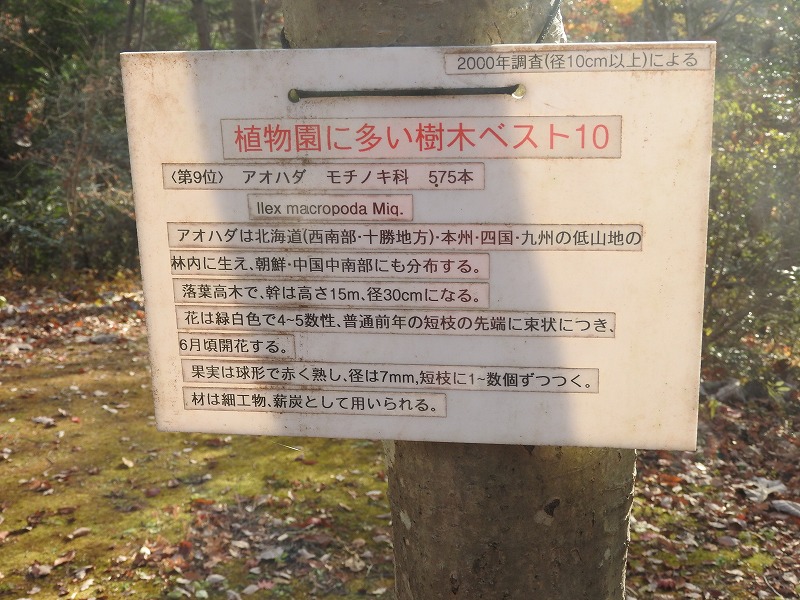 2000年調査(径10cm以上)による
植物園に多い樹木ベスト10
〈第9位〉 アオハダ モチノキ科 575本
Ilex macropoda Miq.
アオハダは北海道(西南部・十勝地方)・本州・四国・九州の低山地の
林内に生え、朝鮮・中国中南部にも分布する。
落葉高木で、幹は高さ15m、径30cmになる。
花は緑白色で4~5数性、普通前年の短枝の先端に束状につき、
6月頃開花する。
果実は球形で赤く熟し、径は7mm,短枝に1~数個ずつつく。
材は細工物、薪炭として用いられる。